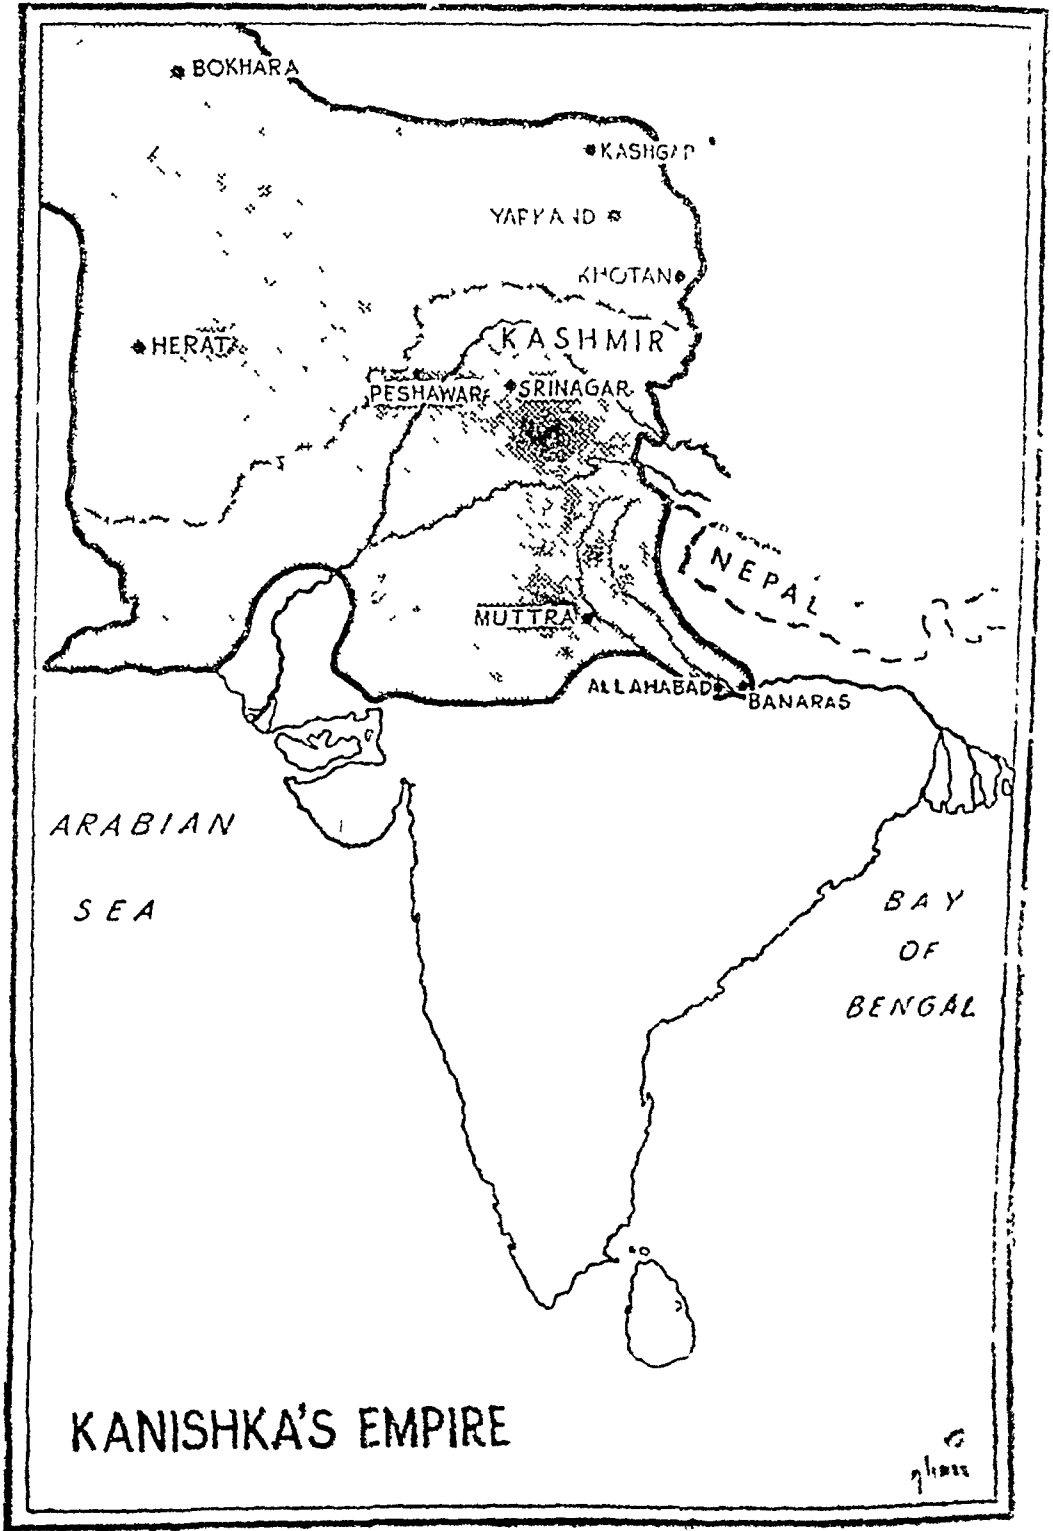 BOKHARA
KASHGAR
YARKAND
KHOTAN
HERAT
KASHMIR
PESHAWAR
SRINAGAR
NEPAL
MUTTRA
ALLAHABAD
BANARAS
ARABIAN
SEA
BAY
OF
BENGAL
KANISHKA'S EMPIRE